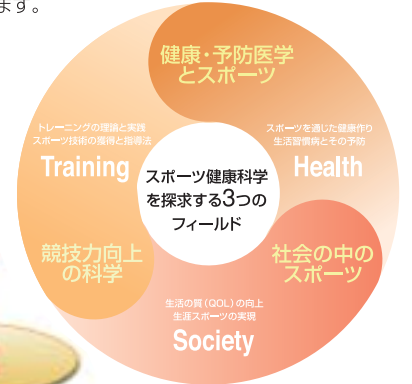 ます。
健康・予防医学
とスポーツ
トレーニングの理論と実践
スポーツ技術の獲得と指導法
Training
スポーツを通じた健康作り
生活習慣病とその予防
Health
スポーツ健康科学
を探求する3つの
フィールド
競技力向上
の科学
社会の中の
スポーツ
生活の質（QOL）の向上
生涯スポーツの実現
Society